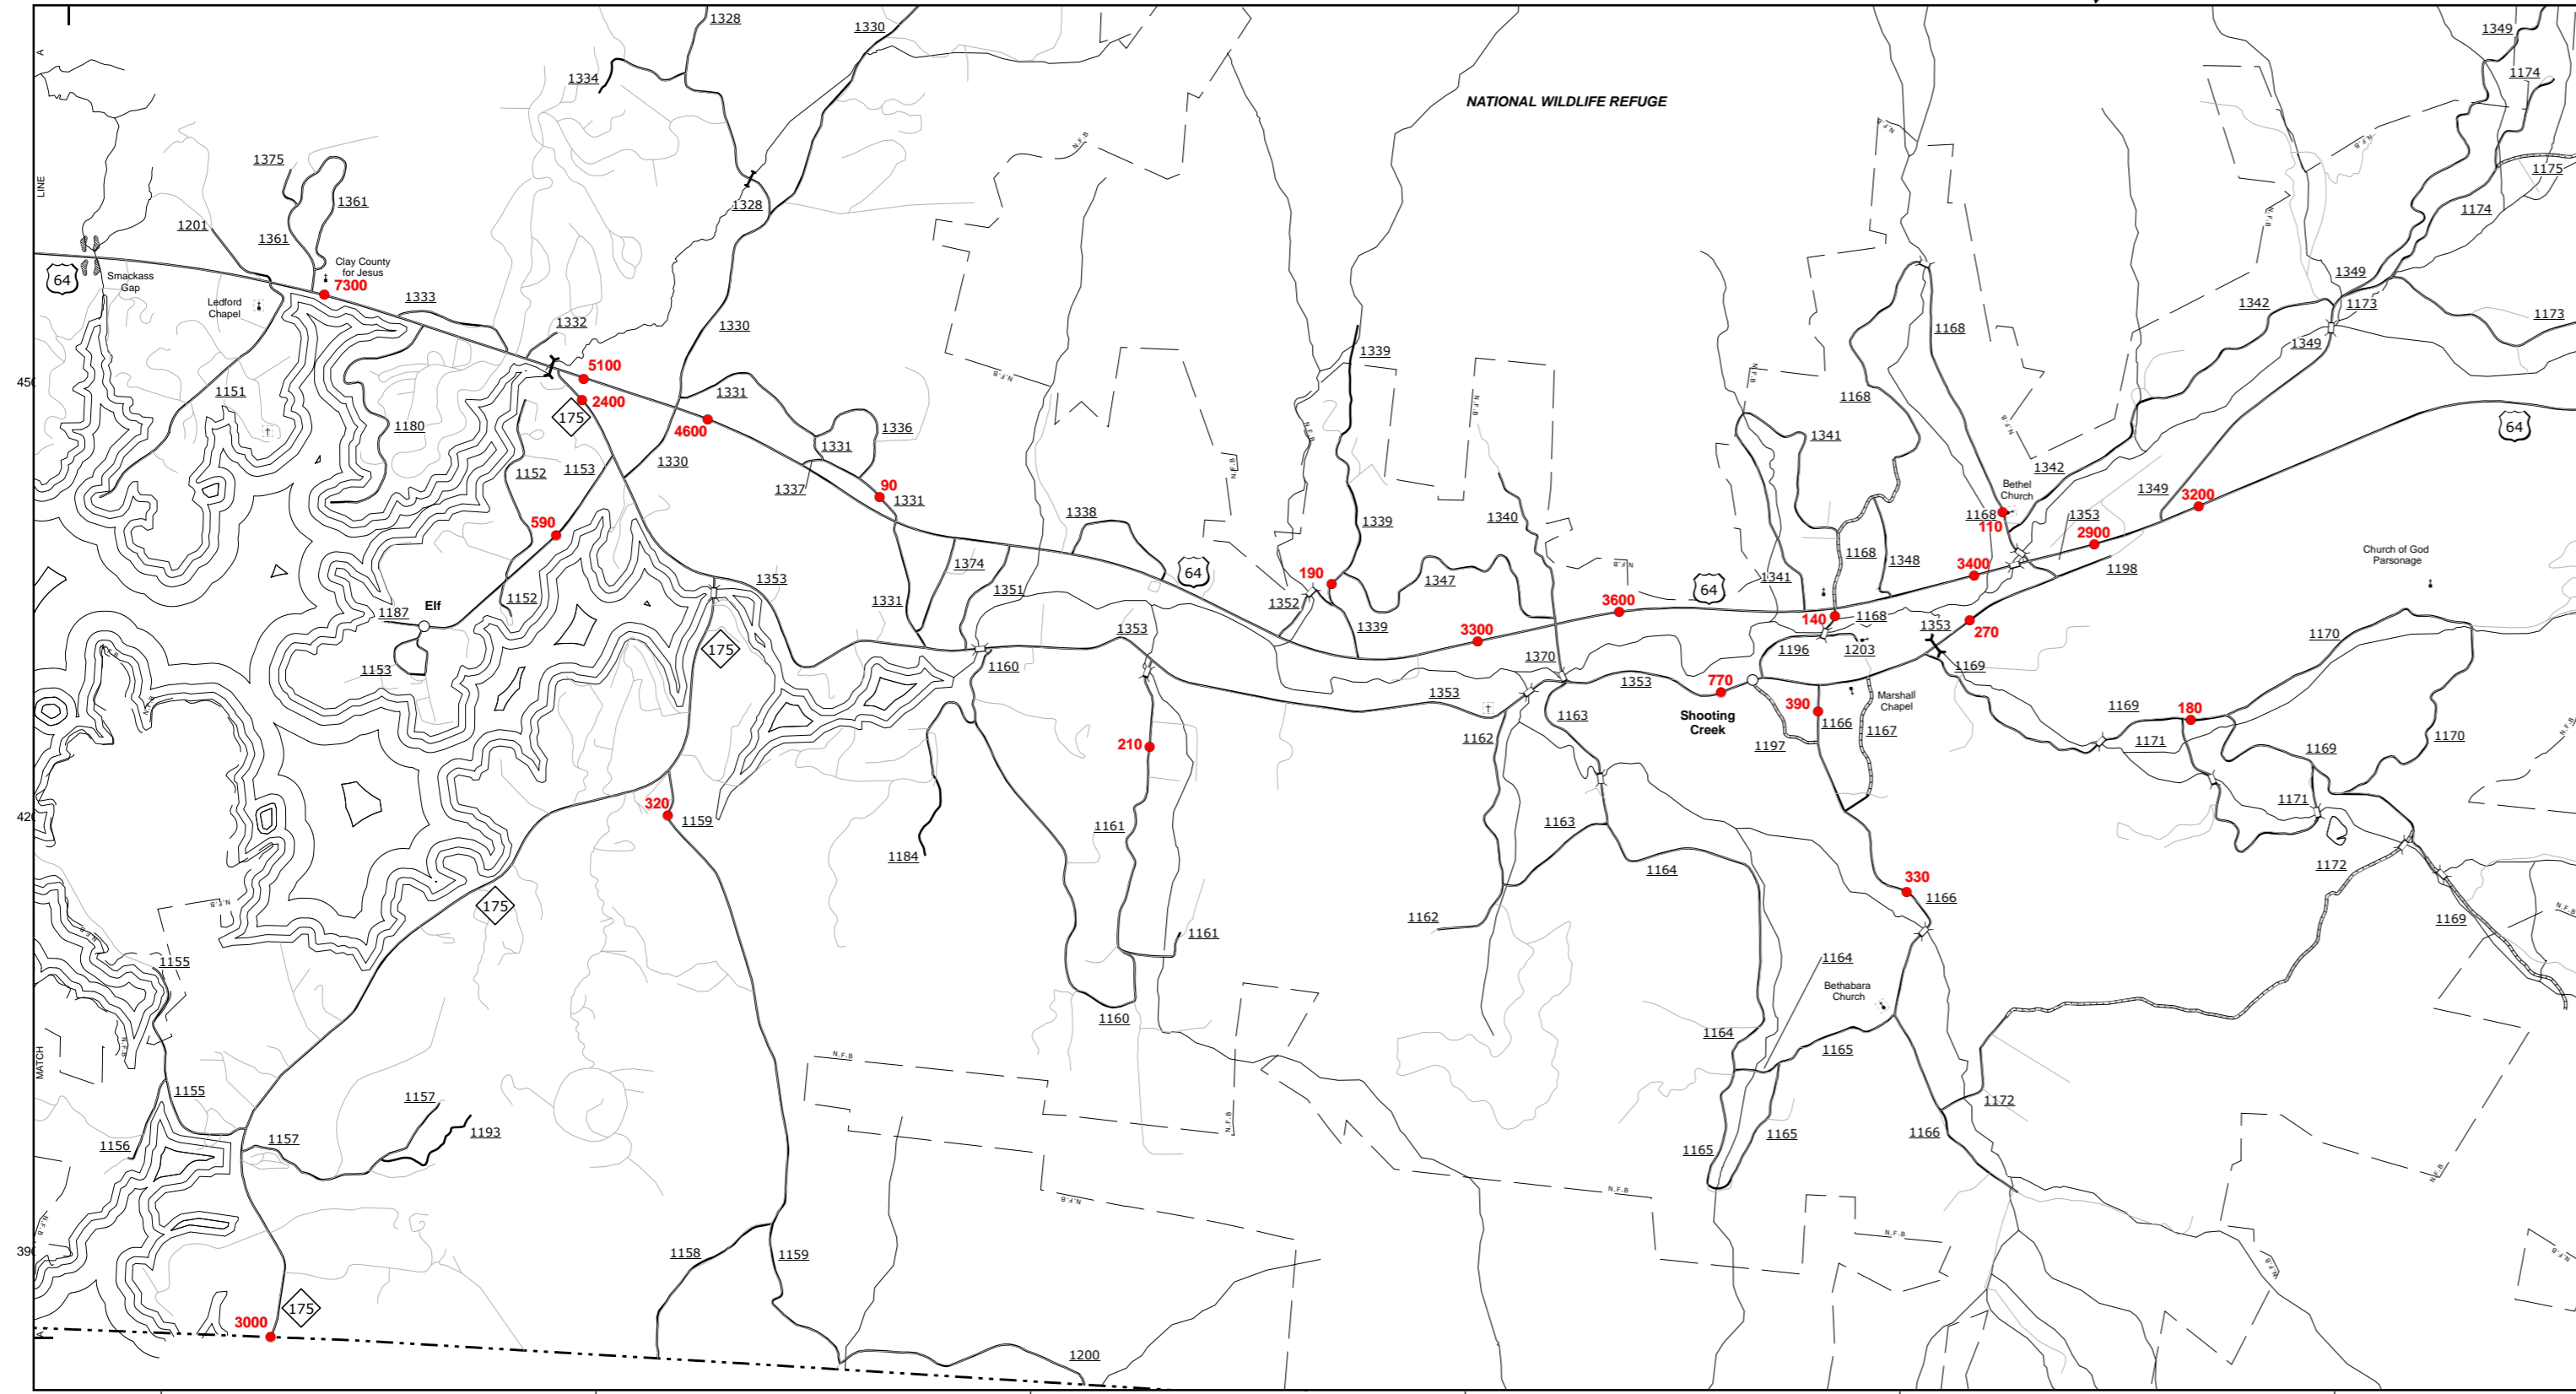 1328
1330
1349
A
1334
1174
NATIONAL WILDLIFE REFUGE
N.F.B
N.F.B
N.F.B
1375
LINE
1175
1361
1328
1174
1201
1361
N.F.B
Clay County
for Jesus
64
Smackass
Gap
7300
1349
Ledford
Chapel
1333
1342
1173
1332
1330
1168
1173
1339
1349
5100
N.F.B
N.F.B
450
1151
1331
1168
2400
175
1180
4600
1336
N.F.B
N.F.B
N.F.B
64
1331
1341
1152
1153
1330
N.F.B
1342
1337
90
1331
Bethel
Church
1349
3200
590
1338
1339
1340
1168
110
1353
2900
1374
1168
Church of God
Parsonage
64
190
1347
N.F.B
1341
1348
3400
1198
1353
1351
64
1187
Elf
1152
1331
1352
3600
140
1168
1353
270
175
1353
1339
3300
1196
1203
1170
N.F.B
1153
1160
1370
1169
1353
1353
770
Marshall
Chapel
N.F.B
1163
Shooting
Creek
390
1166
1167
1169
180
N.F.B
210
1162
1197
1171
1169
1170
320
1159
1171
420
1161
1163
1184
1164
1172
175
330
1166
N.F.B
N.F.B
1162
1161
1169
N.F.B
1155
1164
Bethabara
Church
1160
1164
N.F.B
MATCH
N.F.B
1165
1155
1157
1172
1193
N.F.B
1156
1157
1165
1166
1165
N.F.B
N.F.B
N.F.B
N.F.B
N.F.B
390
1158
1159
N.F.B
N.F.B
175
3000
A
1200